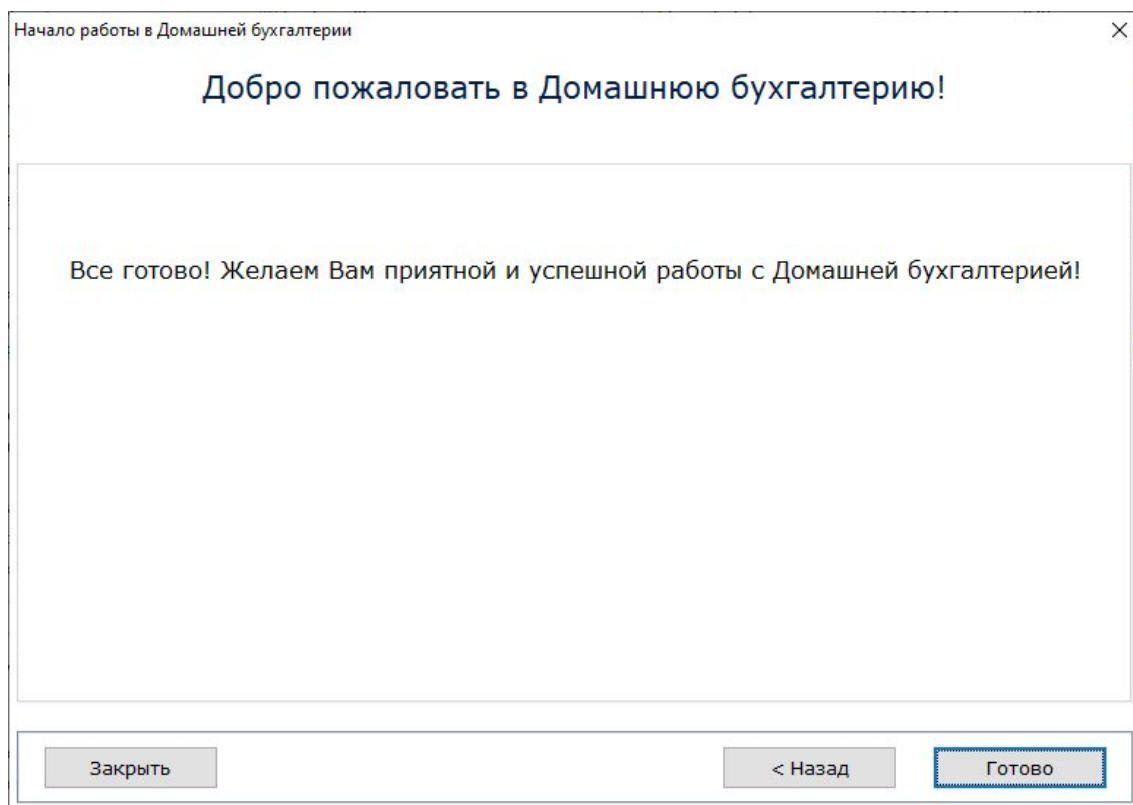 Начало работы в Домашней бухгалтерии
Добро пожаловать в Домашнюю бухгалтерию!
Все готово! Желаем Вам приятной и успешной работы с Домашней бухгалтерией!
Закрыть
< Назад
Готово